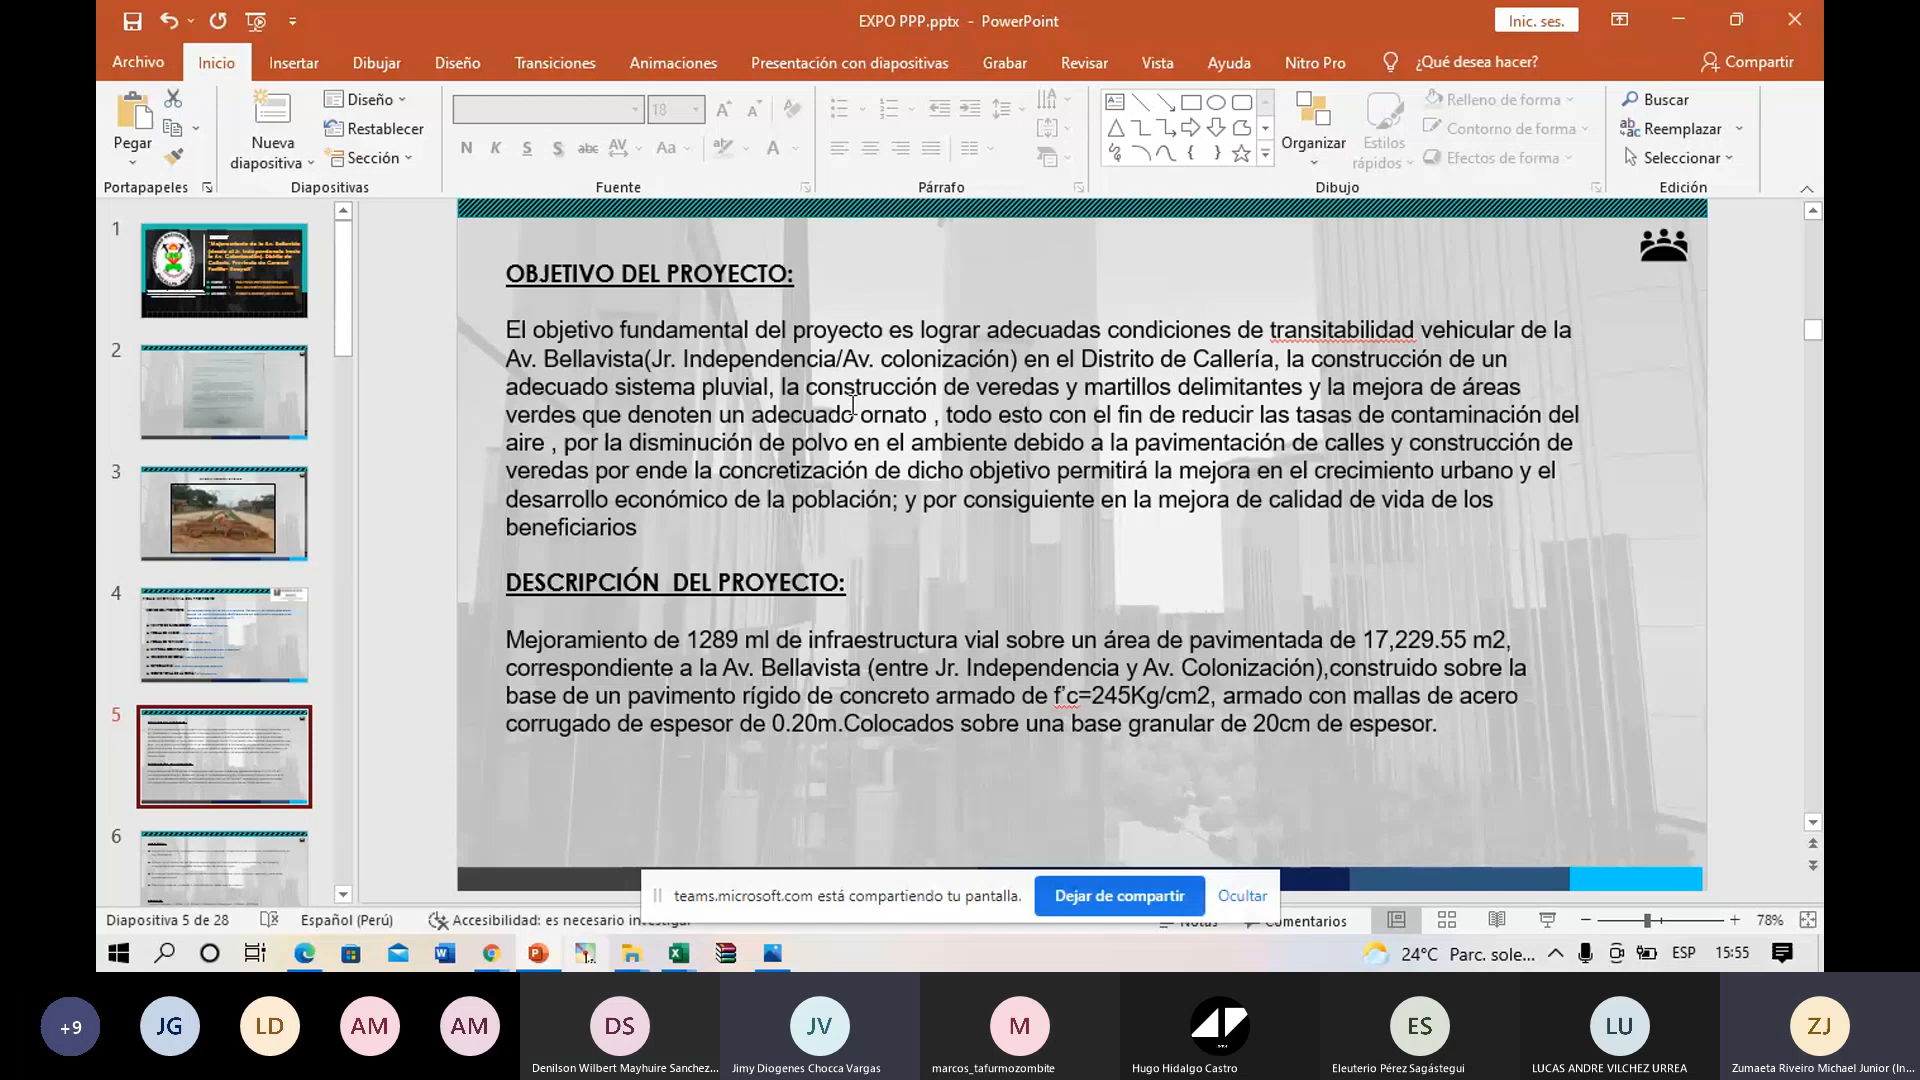 EXPO PPP.pptx - PowerPoint
Inic. ses.
Archivo Inicio Insertar Dibujar Diseño Transiciones Animaciones Presentación con diapositivas Grabar Revisar Vista Ayuda Nitro Pro ¿Qué desea hacer? Compartir
Pegar
Portapapeles
Nueva diapositiva
Diseño
Restablecer
Sección
Diapositivas
18
N K S S abc AV Aa A
Fuente
Párrafo
Organizar
Estilos rápidos
Relleno de forma
Contorno de forma
Efectos de forma
Dibujo
Buscar
Reemplazar
Seleccionar
Edición
1
2
3
4
5
6
OBJETIVO DEL PROYECTO:
El objetivo fundamental del proyecto es lograr adecuadas condiciones de transitabilidad vehicular de la
Av. Bellavista(Jr. Independencia/Av. colonización) en el Distrito de Callería, la construcción de un
adecuado sistema pluvial, la construcción de veredas y martillos delimitantes y la mejora de áreas
verdes que denoten un adecuado ornato , todo esto con el fin de reducir las tasas de contaminación del
aire , por la disminución de polvo en el ambiente debido a la pavimentación de calles y construcción de
veredas por ende la concretización de dicho objetivo permitirá la mejora en el crecimiento urbano y el
desarrollo económico de la población; y por consiguiente en la mejora de calidad de vida de los
beneficiarios
DESCRIPCIÓN DEL PROYECTO:
Mejoramiento de 1289 ml de infraestructura vial sobre un área de pavimentada de 17,229.55 m2,
correspondiente a la Av. Bellavista (entre Jr. Independencia y Av. Colonización),construido sobre la
base de un pavimento rígido de concreto armado de f'c=245Kg/cm2, armado con mallas de acero
corrugado de espesor de 0.20m.Colocados sobre una base granular de 20cm de espesor.
teams.microsoft.com está compartiendo tu pantalla. Dejar de compartir Ocultar
Diapositiva 5 de 28 Español (Perú) Accesibilidad: es necesario Notas Comentarios 78%
24°C Parc. sole... ESP 15:55
+9 JG LD AM AM DS JV M ES LU ZJ
Denilson Wilbert Mayhuire Sanchez... Jimy Diogenes Chocca Vargas marcos_tafurmozombite Hugo Hidalgo Castro Eleuterio Pérez Sagástegui LUCAS ANDRE VILCHEZ URREA Zumaeta Riveiro Michael Junior (In...